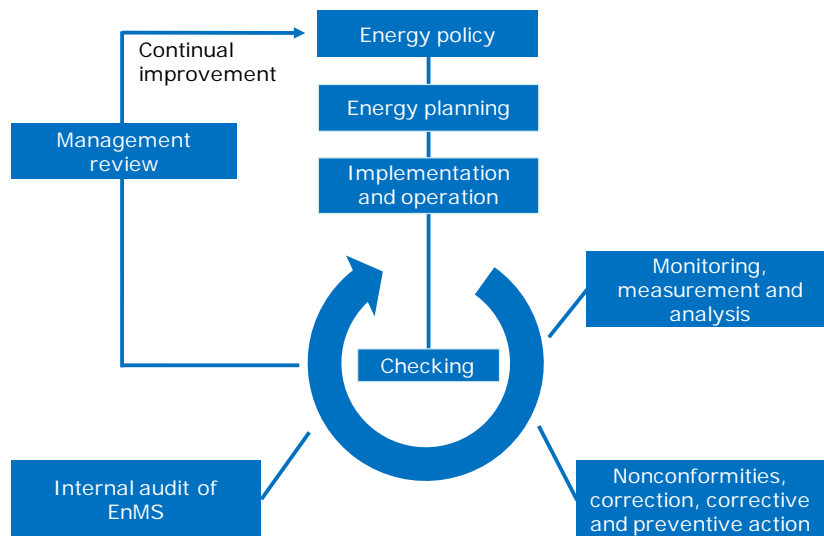 Energy policy
Continual
improvement
Energy planning
Management
review
Implementation
and operation
Monitoring,
measurement and
analysis
Checking
Internal audit of
EnMS
Nonconformities,
correction, corrective
and preventive action